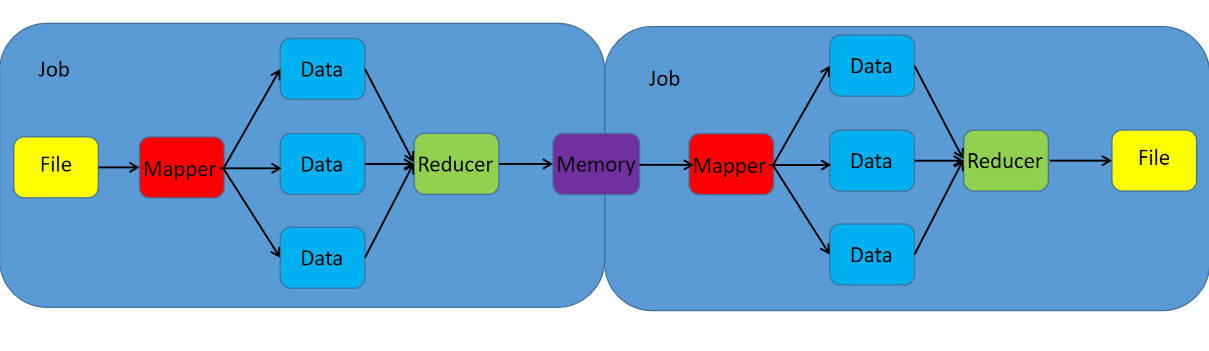 Job
File
Mapper
Data
Data
Data
Reducer
Memory
Job
Mapper
Data
Data
Data
Reducer
File